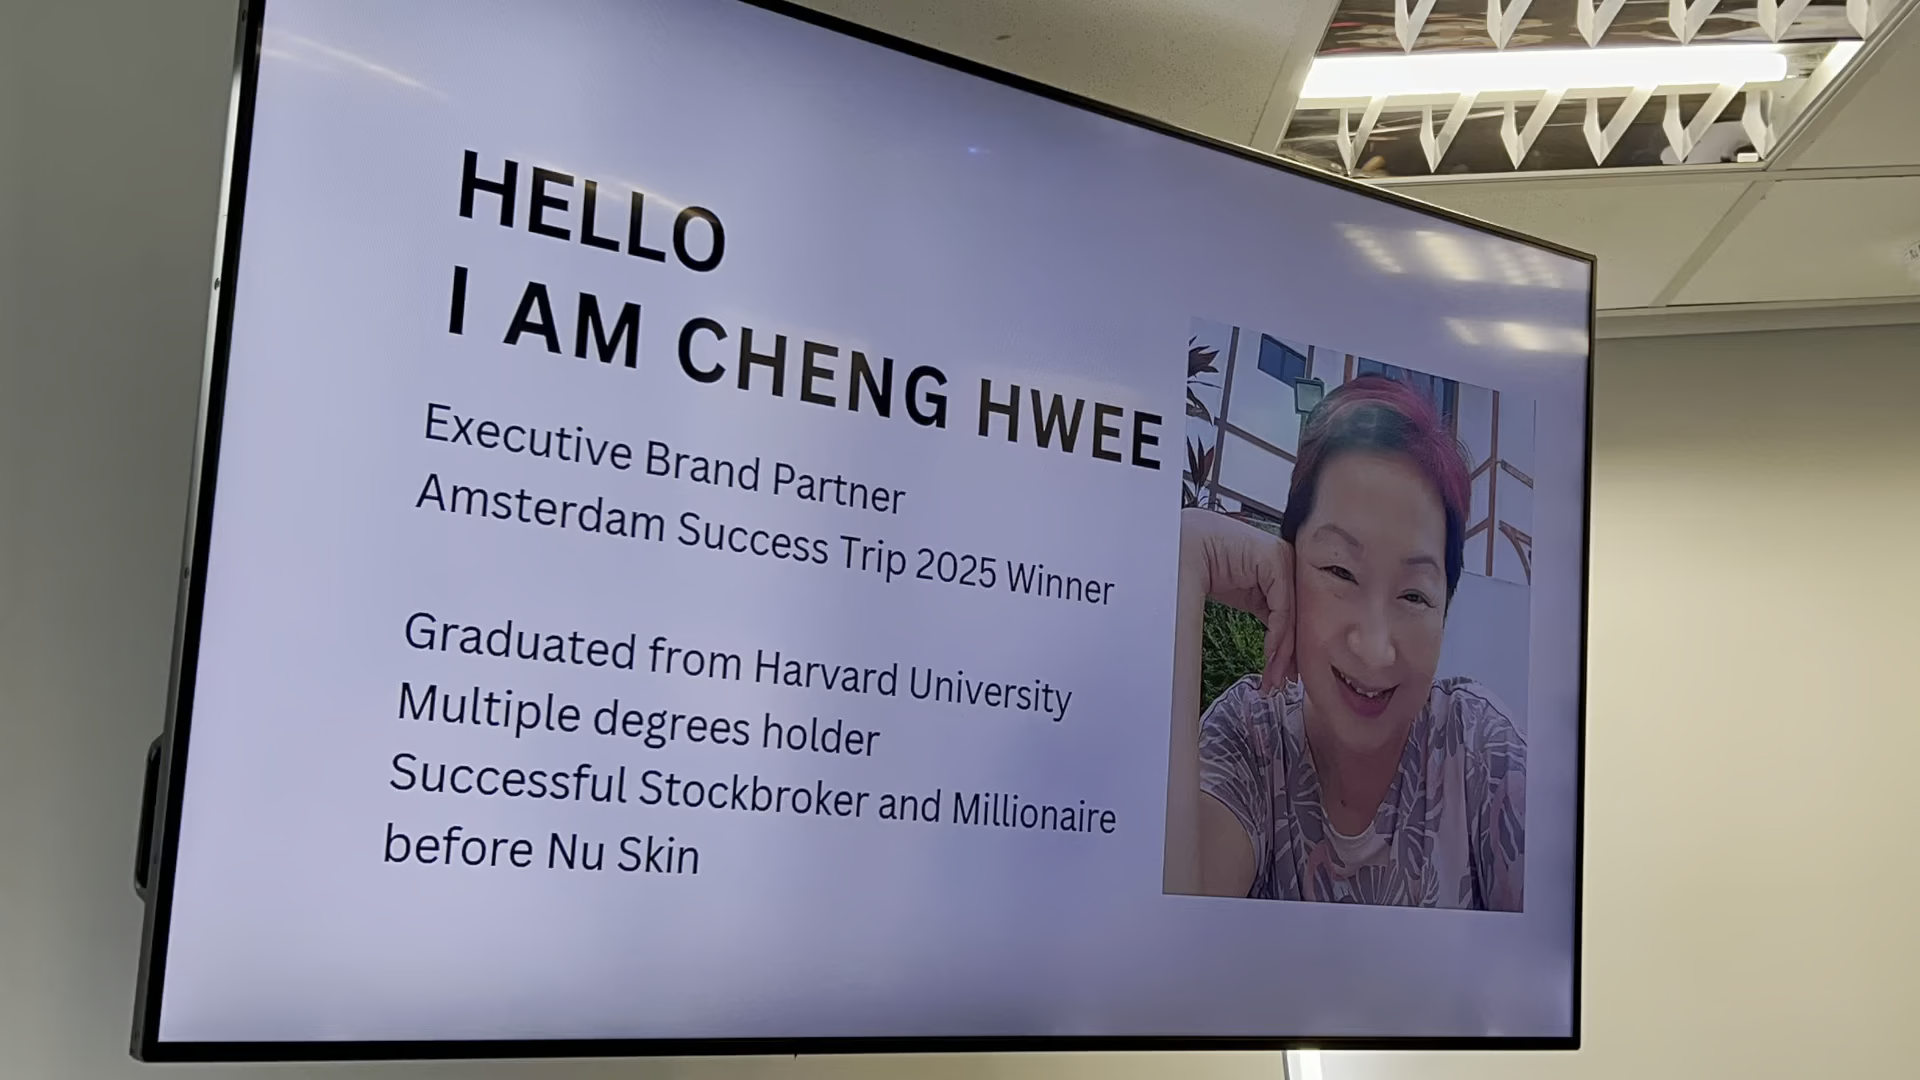 HELLO
I AM CHENG HWEE
Executive Brand Partner
Amsterdam Success Trip 2025 Winner
Graduated from Harvard University
Multiple degrees holder
Successful Stockbroker and Millionaire
before Nu Skin